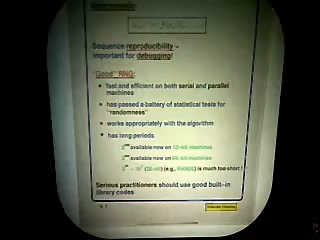 Sequence reproducibility -
important for debugging!
"Good" RNG:
• fast and efficient on both serial and parallel
machines
• has passed a battery of statistical tests for
"randomness"
• works appropriately with the algorithm
• has long periods
available now on 32-bit machines
available now on 64-bit machines
(e.g., RANF) is much too short!
Serious practitioners should use good built-in
library codes